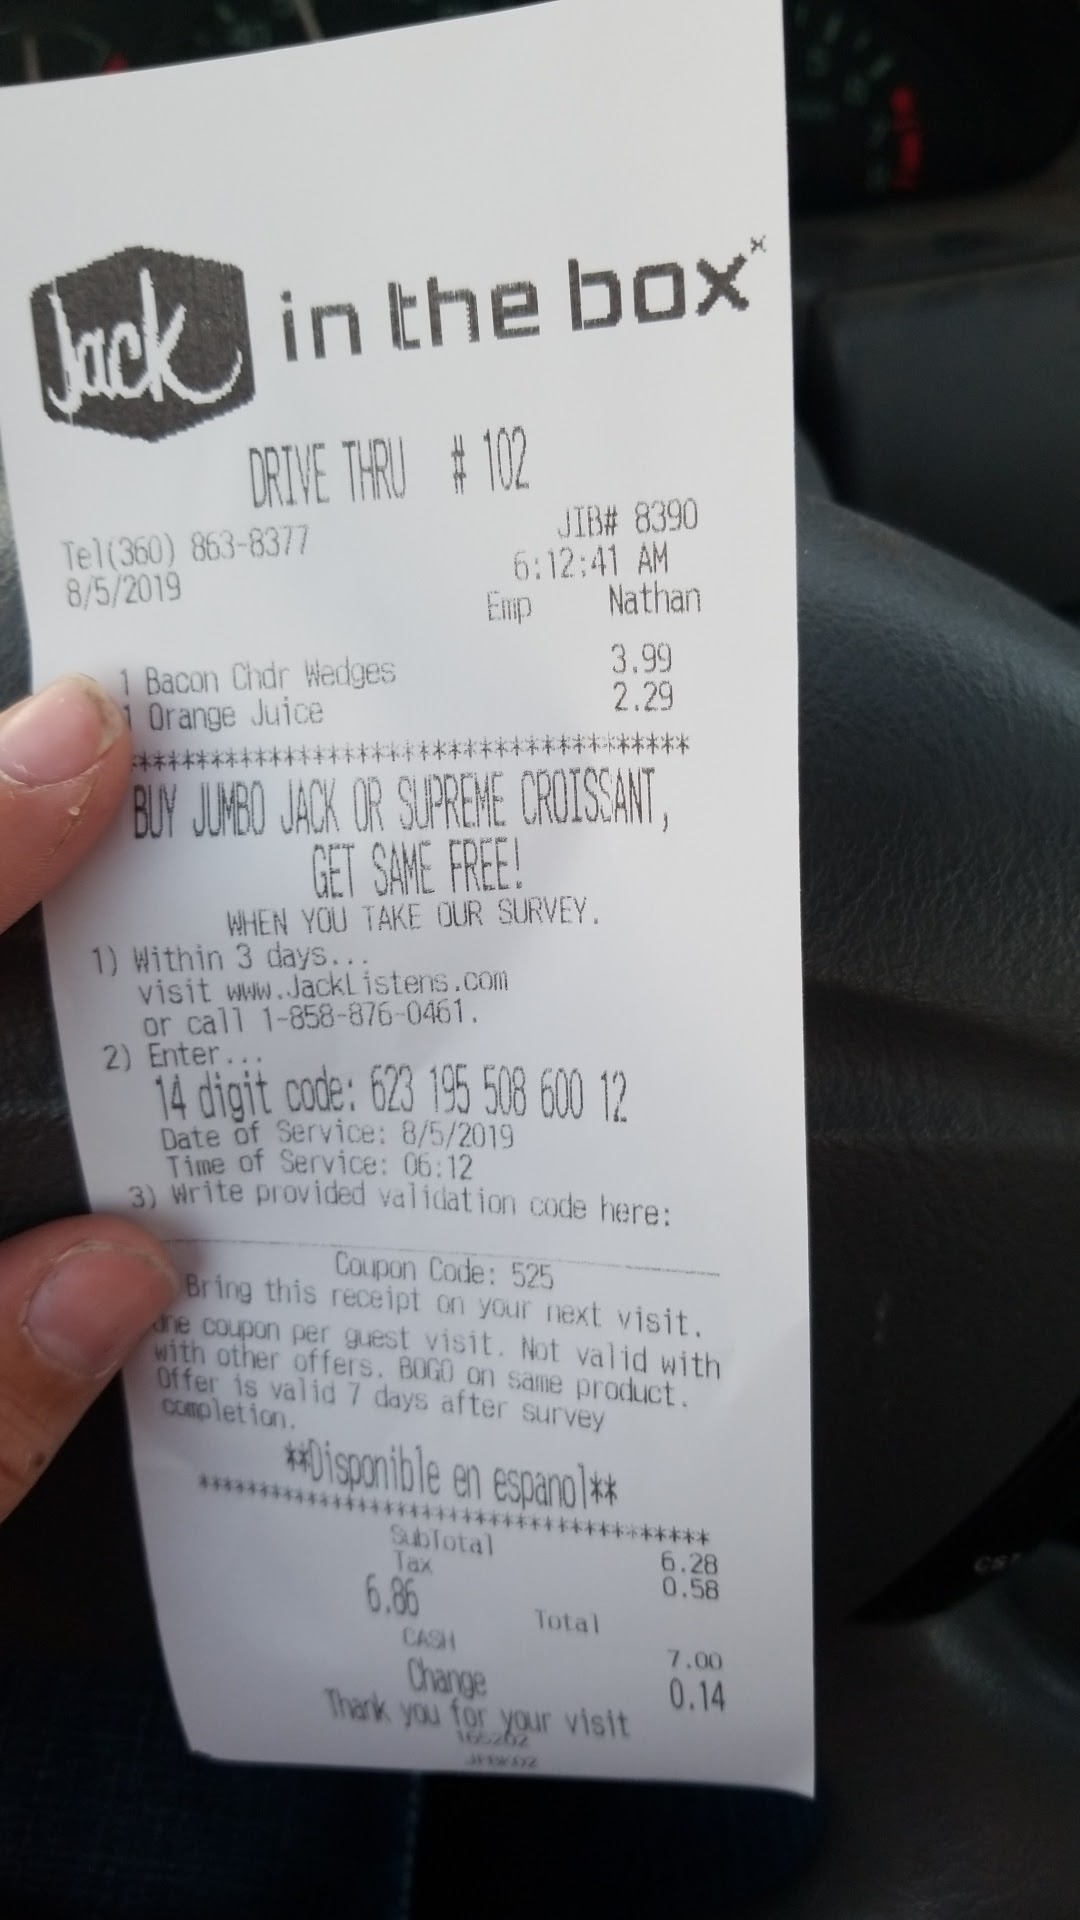 Jack in the box
DRIVE THRU # 102
JIB# 8390
Tel(360) 863-8377
6:12:41 AM
8/5/2019
Emp Nathan
1 Bacon Chdr Wedges 3.99
1 Orange Juice 2.29
****************************************
BUY JUMBO JACK OR SUPREME CROISSANT,
GET SAME FREE!
WHEN YOU TAKE OUR SURVEY.
1) Within 3 days...
visit www.JackListens.com
or call 1-858-876-0461.
2) Enter...
14 digit code: 623 195 508 600 12
Date of Service: 8/5/2019
Time of Service: 06:12
3) Write provided validation code here:
Coupon Code: 525
Bring this receipt on your next visit.
One coupon per guest visit. Not valid with
with other offers. BOGO on same product.
Offer is valid 7 days after survey
completion.
**Disponible en espanol**
****************************************
SubTotal 6.28
Tax 0.58
6.86 Total
CASH 7.00
Change 0.14
Thank you for your visit
165202